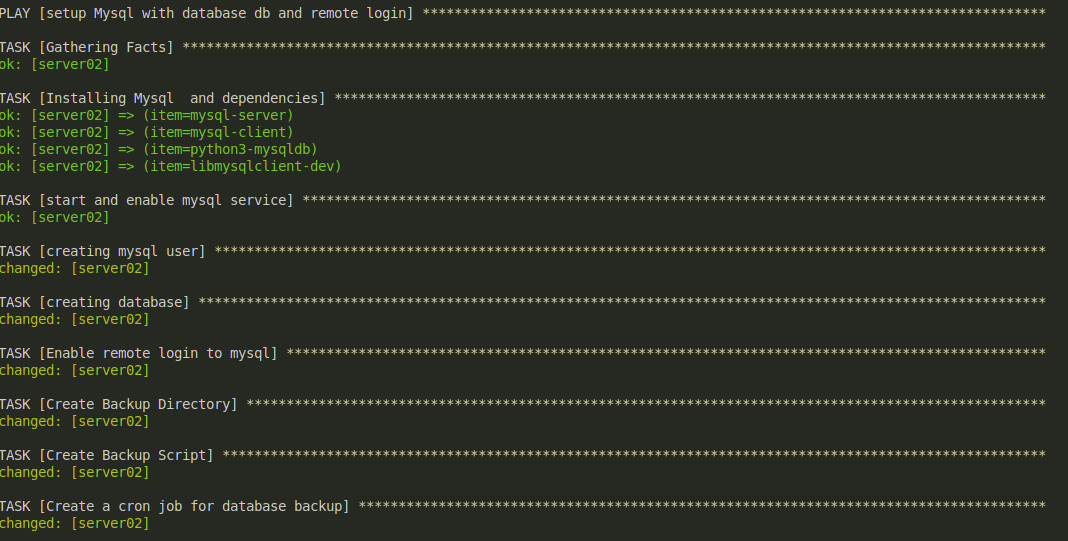 PLAY [setup Mysql with database db and remote login] ******************************************************************************
TASK [Gathering Facts] ************************************************************************************************************
ok: [server02]
TASK [Installing Mysql  and dependencies] *****************************************************************************************
ok: [server02] => (item=mysql-server)
ok: [server02] => (item=mysql-client)
ok: [server02] => (item=python3-mysqldb)
ok: [server02] => (item=libmysqlclient-dev)
TASK [start and enable mysql service] *********************************************************************************************
ok: [server02]
TASK [creating mysql user] ********************************************************************************************************
changed: [server02]
TASK [creating database] **********************************************************************************************************
changed: [server02]
TASK [Enable remote login to mysql] ***********************************************************************************************
changed: [server02]
TASK [Create Backup Directory] ****************************************************************************************************
changed: [server02]
TASK [Create Backup Script] *******************************************************************************************************
changed: [server02]
TASK [Create a cron job for database backup] **************************************************************************************
changed: [server02]